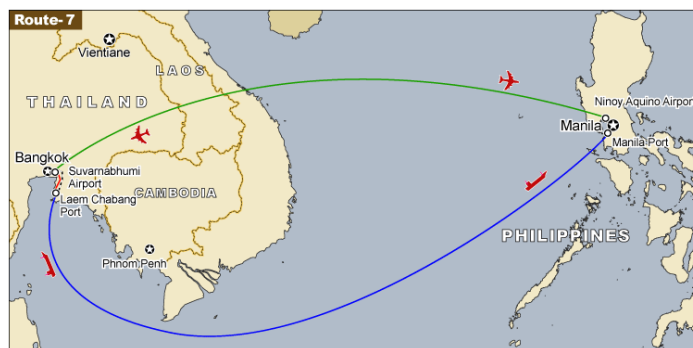 Route- 7
Vientiane
LAOS
THAILAND
Ninoy Aquino Airport
Manila
Manila Port
Bangkok
Suvarnabhumi
Airport
Laem Chabang
Port
CAMBODIA
PHILIPPINES
Phnom Penh